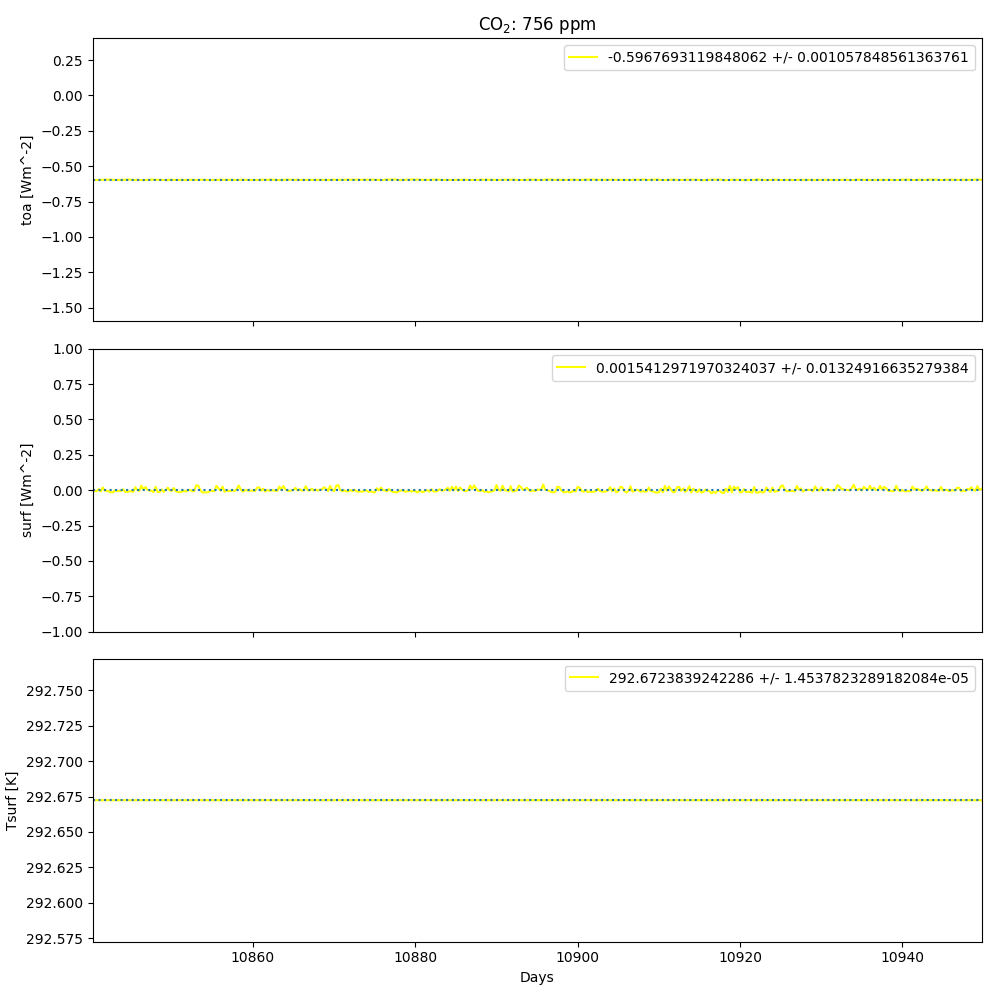 CO₂: 756 ppm
-0.5967693119848062 +/- 0.001057848561363761
0.25
0.00
−0.25
−0.50
−0.75
−1.00
−1.25
−1.50
toa [Wm^-2]
0.0015412971970324037 +/- 0.01324916635279384
1.00
0.75
0.50
0.25
0.00
−0.25
−0.50
−0.75
−1.00
surf [Wm^-2]
292.6723839242286 +/- 1.4537823289182084e-05
292.750
292.725
292.700
292.675
292.650
292.625
292.600
292.575
Tsurf [K]
10860 10880 10900 10920 10940
Days